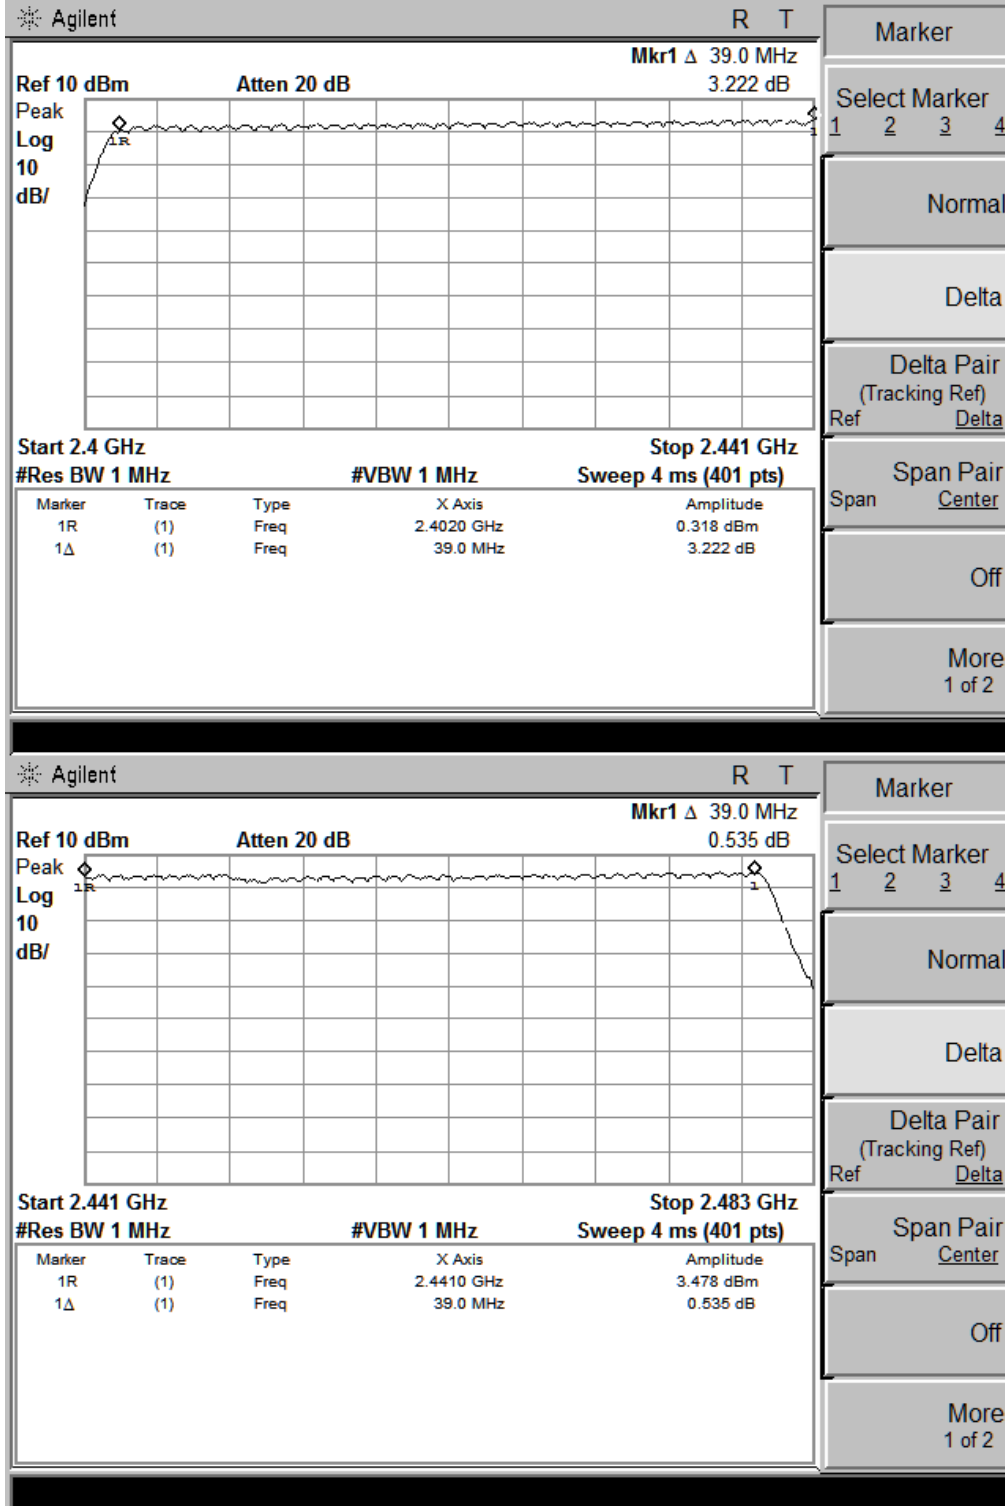 Agilent R T
Marker
Mkr1 Δ 39.0 MHz
Ref 10 dBm Atten 20 dB 3.222 dB
Peak
Log
10
dB/
1R
1
Start 2.4 GHz Stop 2.441 GHz
#Res BW 1 MHz #VBW 1 MHz Sweep 4 ms (401 pts)
Marker Trace Type X Axis Amplitude
1R (1) Freq 2.4020 GHz 0.318 dBm
1Δ (1) Freq 39.0 MHz 3.222 dB
Select Marker
1 2 3 4
Normal
Delta
Delta Pair
(Tracking Ref)
Ref Delta
Span Pair
Span Center
Off
More
1 of 2
Agilent R T
Marker
Mkr1 Δ 39.0 MHz
Ref 10 dBm Atten 20 dB 0.535 dB
Peak
Log
10
dB/
1R
1
Start 2.441 GHz Stop 2.483 GHz
#Res BW 1 MHz #VBW 1 MHz Sweep 4 ms (401 pts)
Marker Trace Type X Axis Amplitude
1R (1) Freq 2.4410 GHz 3.478 dBm
1Δ (1) Freq 39.0 MHz 0.535 dB
Select Marker
1 2 3 4
Normal
Delta
Delta Pair
(Tracking Ref)
Ref Delta
Span Pair
Span Center
Off
More
1 of 2